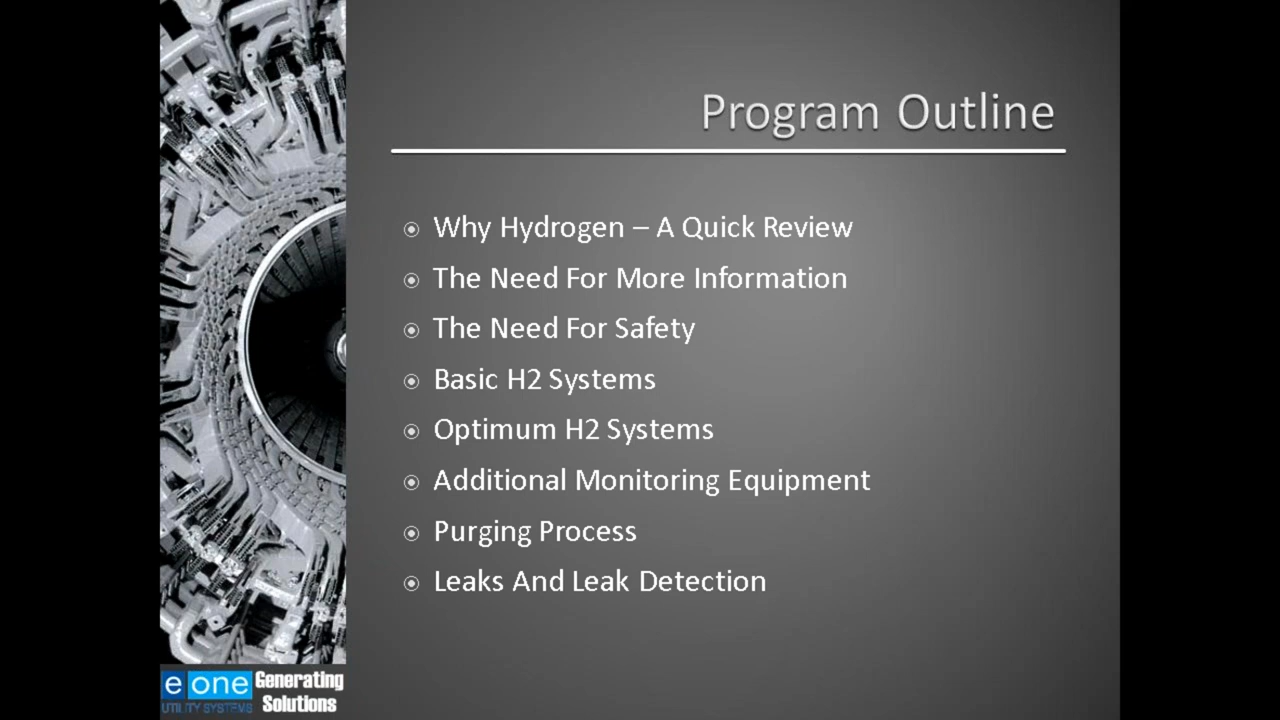 Program Outline
Why Hydrogen – A Quick Review
The Need For More Information
The Need For Safety
Basic H2 Systems
Optimum H2 Systems
Additional Monitoring Equipment
Purging Process
Leaks And Leak Detection
e one Generating
UTILITY SYSTEMS Solutions